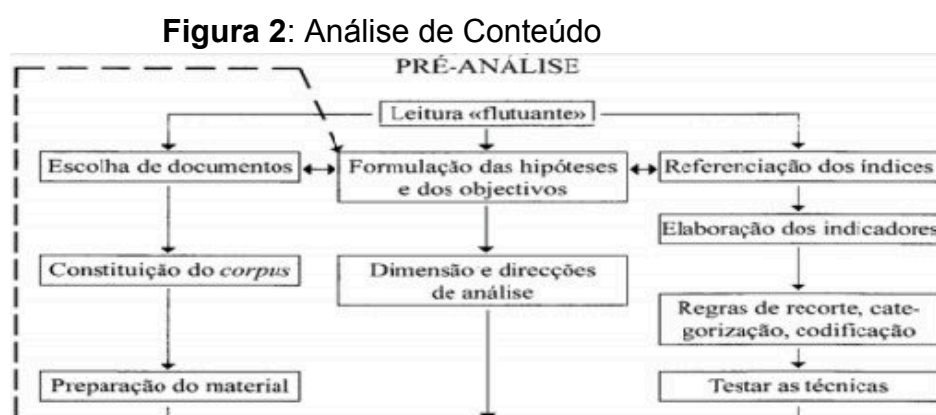 Figura 2: Análise de Conteúdo
PRÉ-ANÁLISE
Leitura «flutuante»
Escolha de documentos
Formulação das hipóteses
e dos objectivos
Referenciação dos índices
Elaboração dos indicadores
Constituição do corpus
Dimensão e direcções
de análise
Regras de recorte, cate-
gorização, codificação
Preparação do material
Testar as técnicas